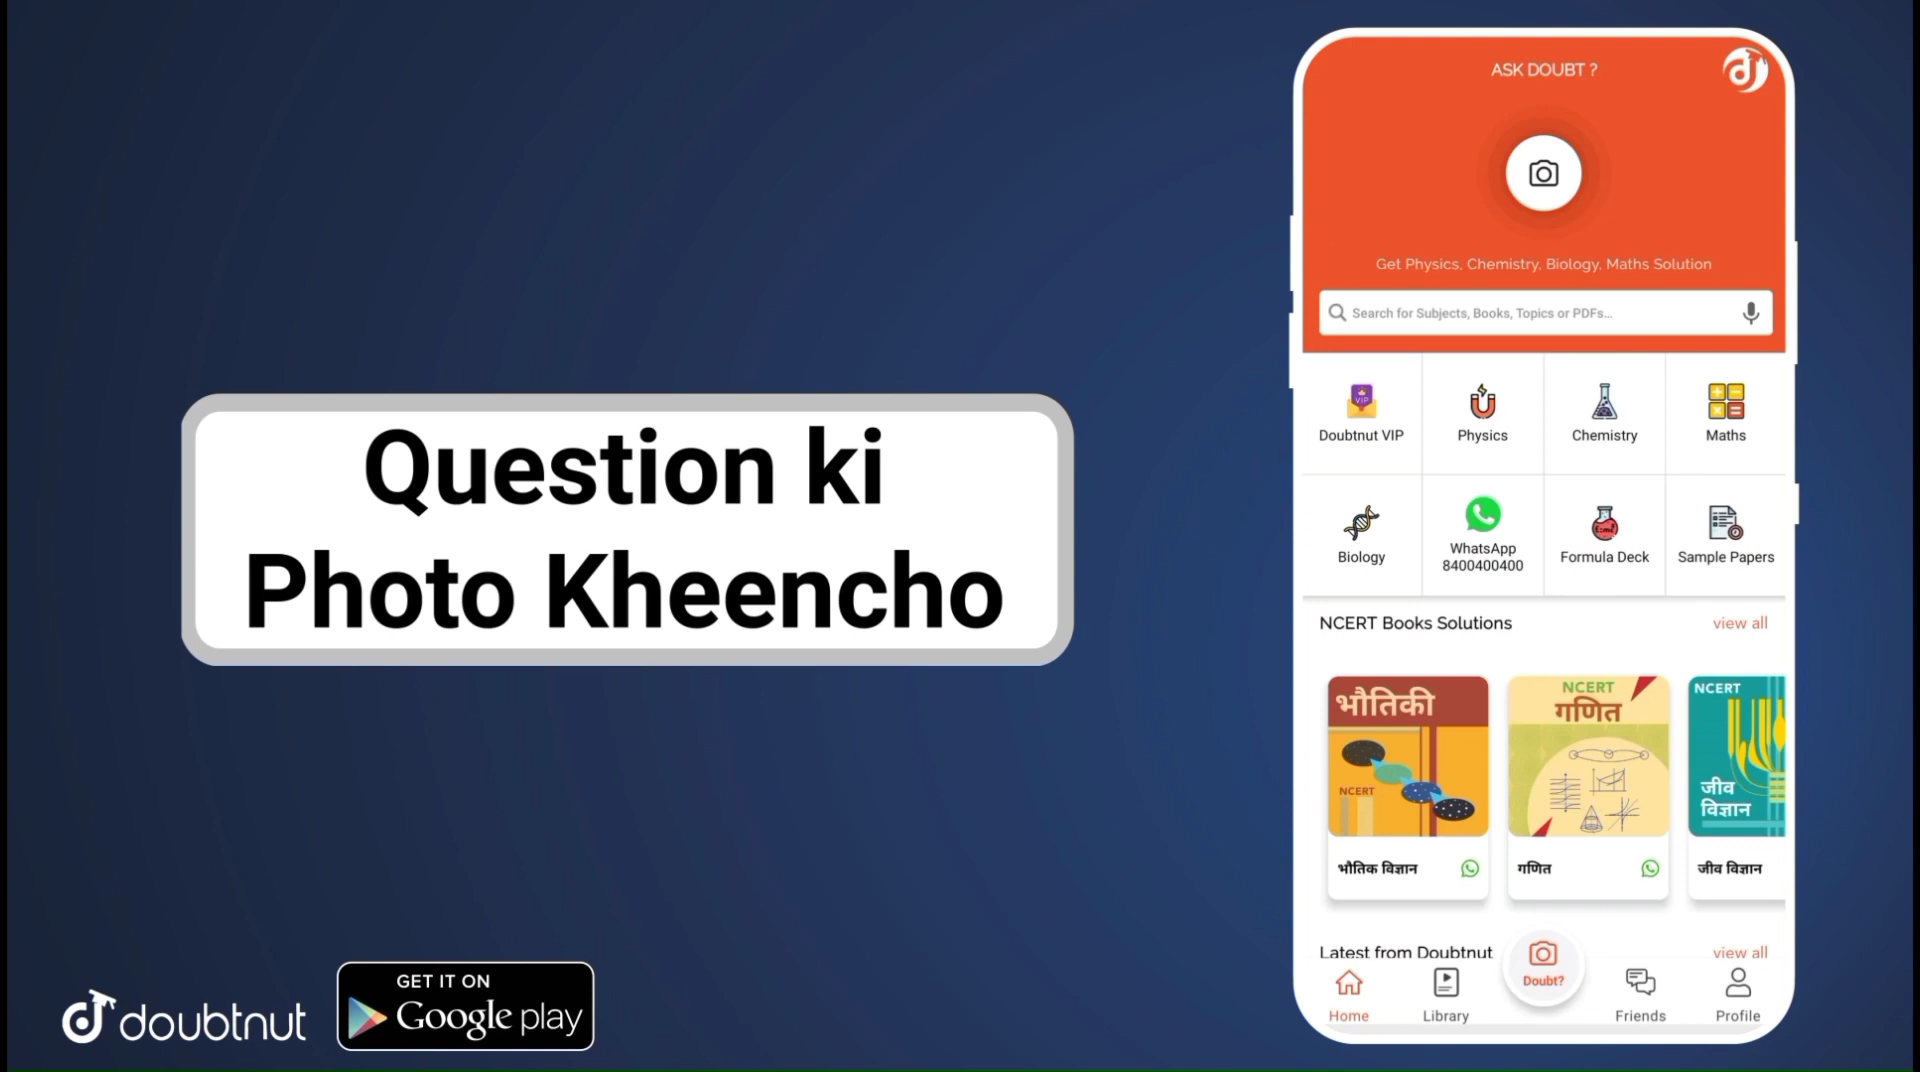 Question ki
Photo Kheencho
doubtnut
GET IT ON
Google play
ASK DOUBT ?
Get Physics, Chemistry, Biology, Maths Solution
Search for Subjects, Books, Topics or PDFs...
VIP
Doubtnut VIP
Physics
Chemistry
Maths
Biology
WhatsApp
8400400400
Formula Deck
Sample Papers
NCERT Books Solutions
view all
भौतिकी
NCERT
NCERT
गणित
NCERT
जीव
विज्ञान
भौतिक विज्ञान
गणित
जीव विज्ञान
Latest from Doubtnut
view all
Doubt?
Home
Library
Friends
Profile